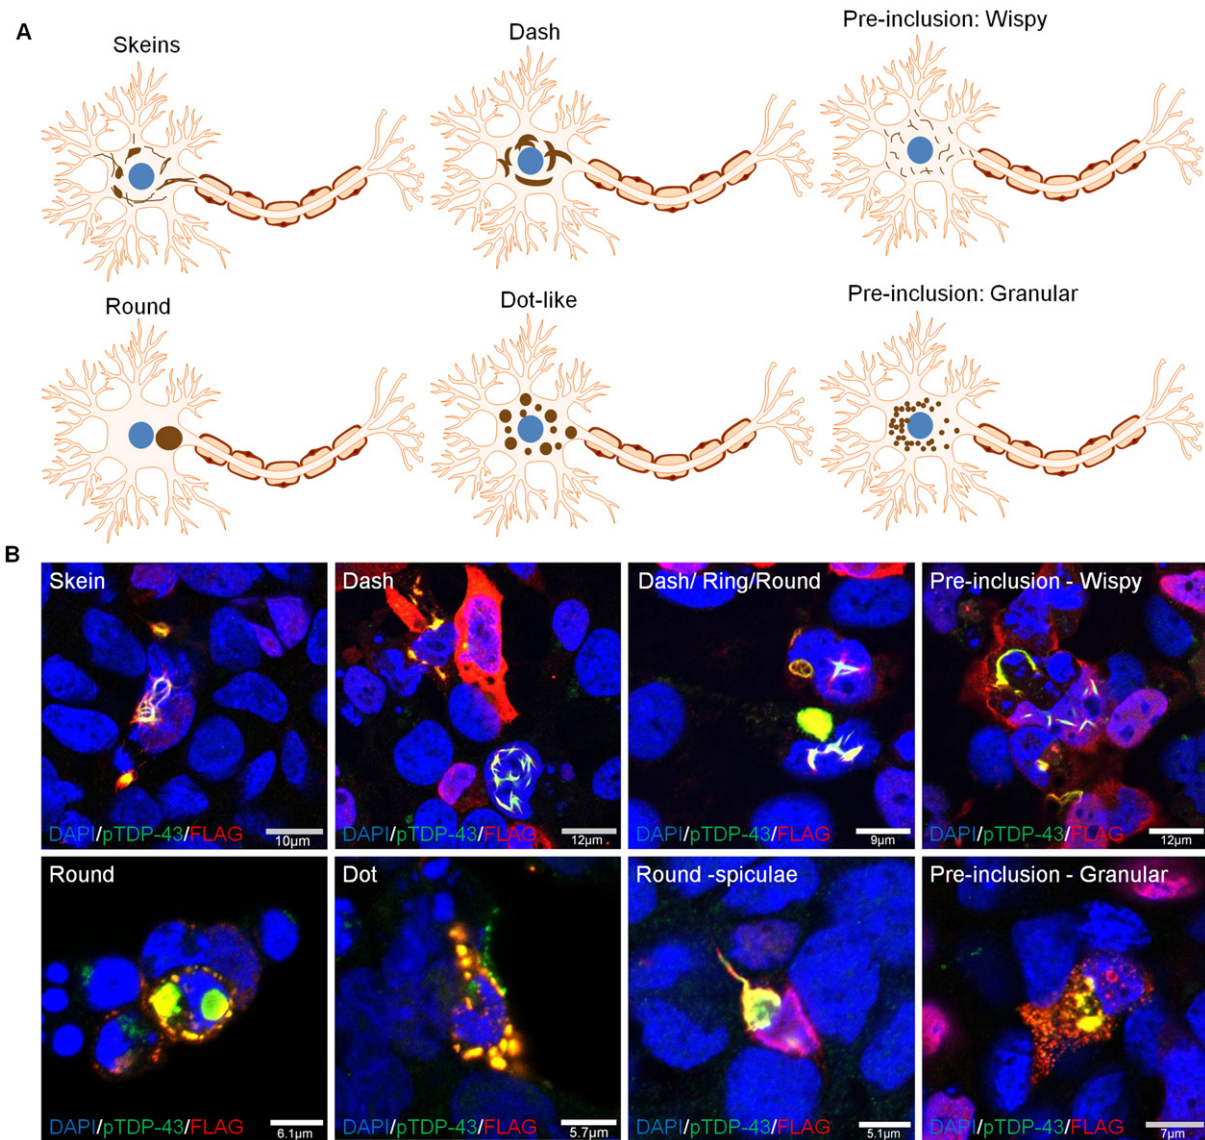 A
Skeins
Dash
Pre-inclusion: Wispy
Round
Dot-like
Pre-inclusion: Granular
B
Skein
DAPI/pTDP-43/FLAG
10µm
Dash
DAPI/pTDP-43/FLAG
12µm
Dash/ Ring/Round
DAPI/pTDP-43/FLAG
9µm
Pre-inclusion - Wispy
DAPI/pTDP-43/FLAG
12µm
Round
DAPI/pTDP-43/FLAG
6.1µm
Dot
DAPI/pTDP-43/FLAG
5.7µm
Round -spiculae
DAPI/pTDP-43/FLAG
5.1µm
Pre-inclusion - Granular
DAPI/pTDP-43/FLAG
7µm